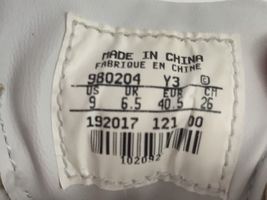 MADE IN CHINA
FABRIQUE EN CHINE
980204 Y3 C
US UK EUR CM
9 6.5 40.5 26
192017 121 00
102042